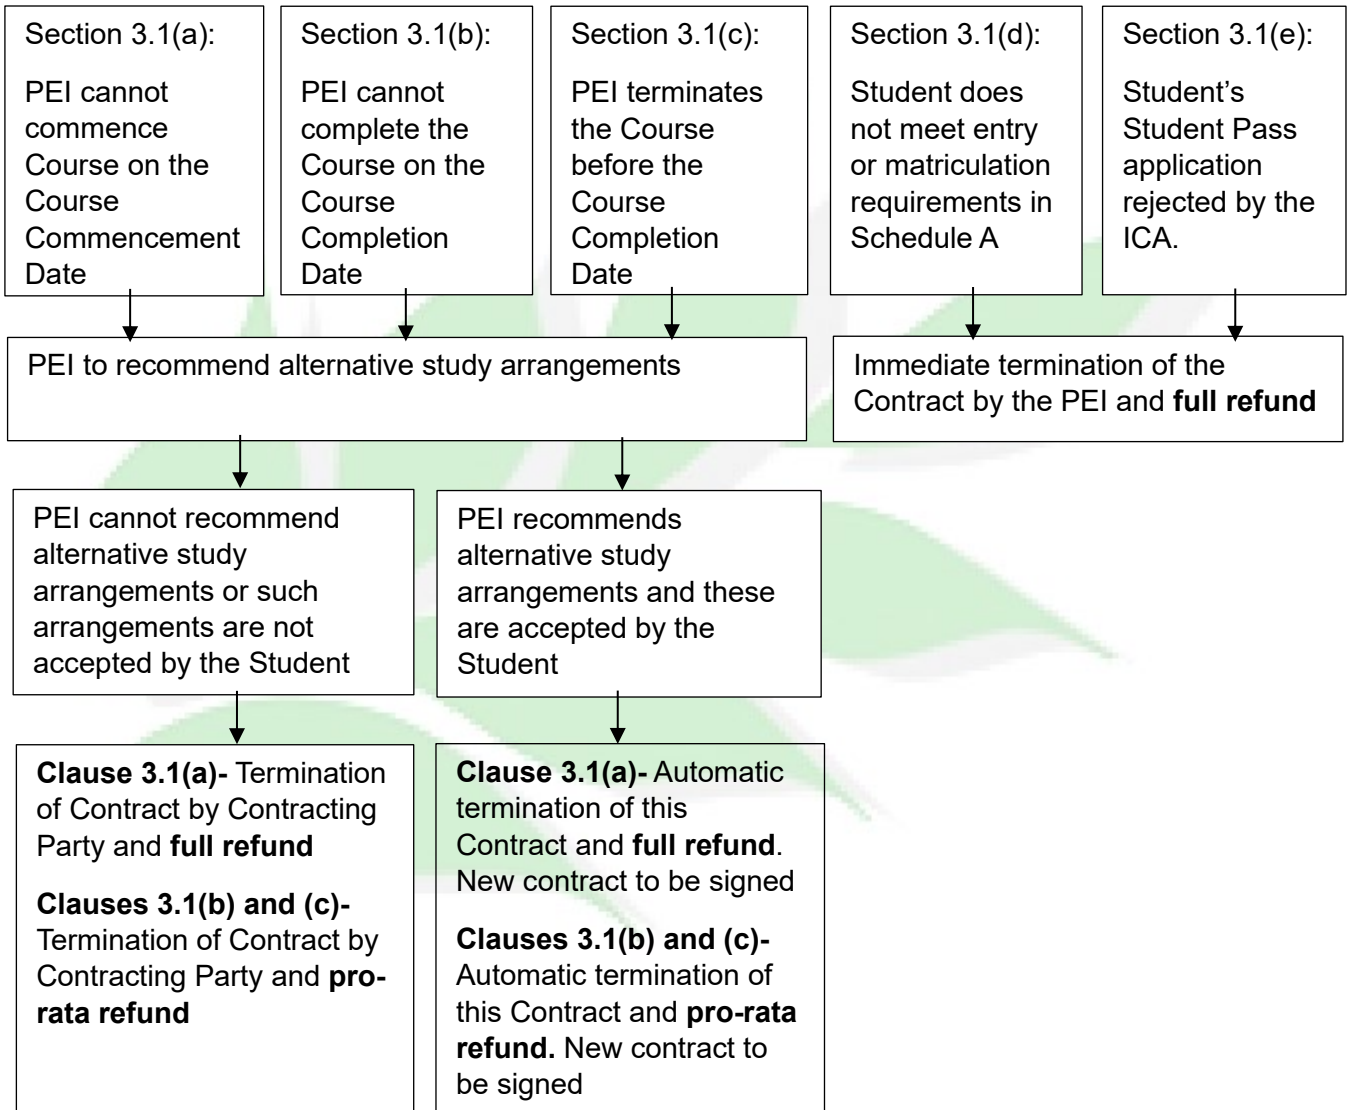 Section 3.1(a):
PEI cannot
commence
Course on the
Course
Commencement
Date
Section 3.1(b):
PEI cannot
complete the
Course on the
Course
Completion
Date
Section 3.1(c):
PEI terminates
the Course
before the
Course
Completion
Date
Section 3.1(d):
Student does
not meet entry
or matriculation
requirements in
Schedule A
Section 3.1(e):
Student’s
Student Pass
application
rejected by the
ICA.
PEI to recommend alternative study arrangements
Immediate termination of the
Contract by the PEI and full refund
PEI cannot recommend
alternative study
arrangements or such
arrangements are not
accepted by the Student
PEI recommends
alternative study
arrangements and these
are accepted by the
Student
Clause 3.1(a)- Termination
of Contract by Contracting
Party and full refund
Clauses 3.1(b) and (c)-
Termination of Contract by
Contracting Party and pro-
rata refund
Clause 3.1(a)- Automatic
termination of this
Contract and full refund.
New contract to be signed
Clauses 3.1(b) and (c)-
Automatic termination of
this Contract and pro-rata
refund. New contract to
be signed